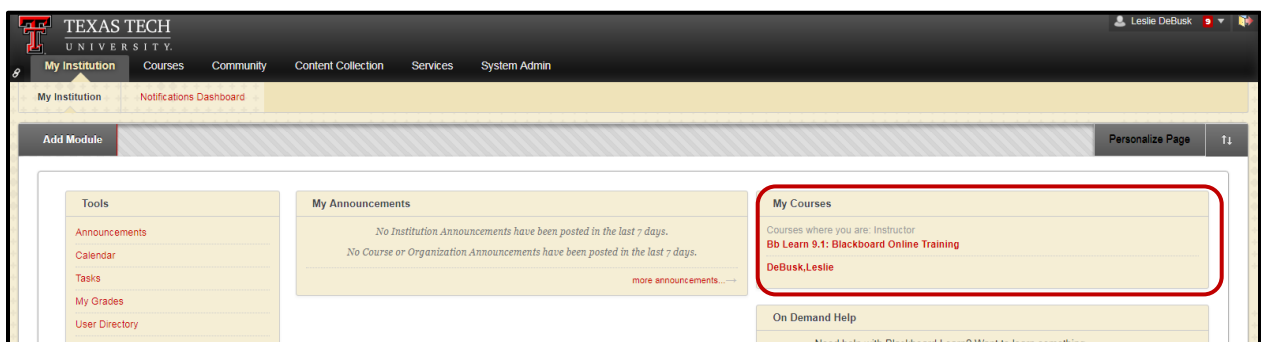 TEXAS TECH
UNIVERSITY.
Leslie DeBusk 9
My Institution Courses Community Content Collection Services System Admin
My Institution Notifications Dashboard
Add Module
Personalize Page
Tools
Announcements
Calendar
Tasks
My Grades
User Directory
My Announcements
No Institution Announcements have been posted in the last 7 days.
No Course or Organization Announcements have been posted in the last 7 days.
more announcements...→
My Courses
Courses where you are: Instructor
Bb Learn 9.1: Blackboard Online Training
DeBusk,Leslie
On Demand Help